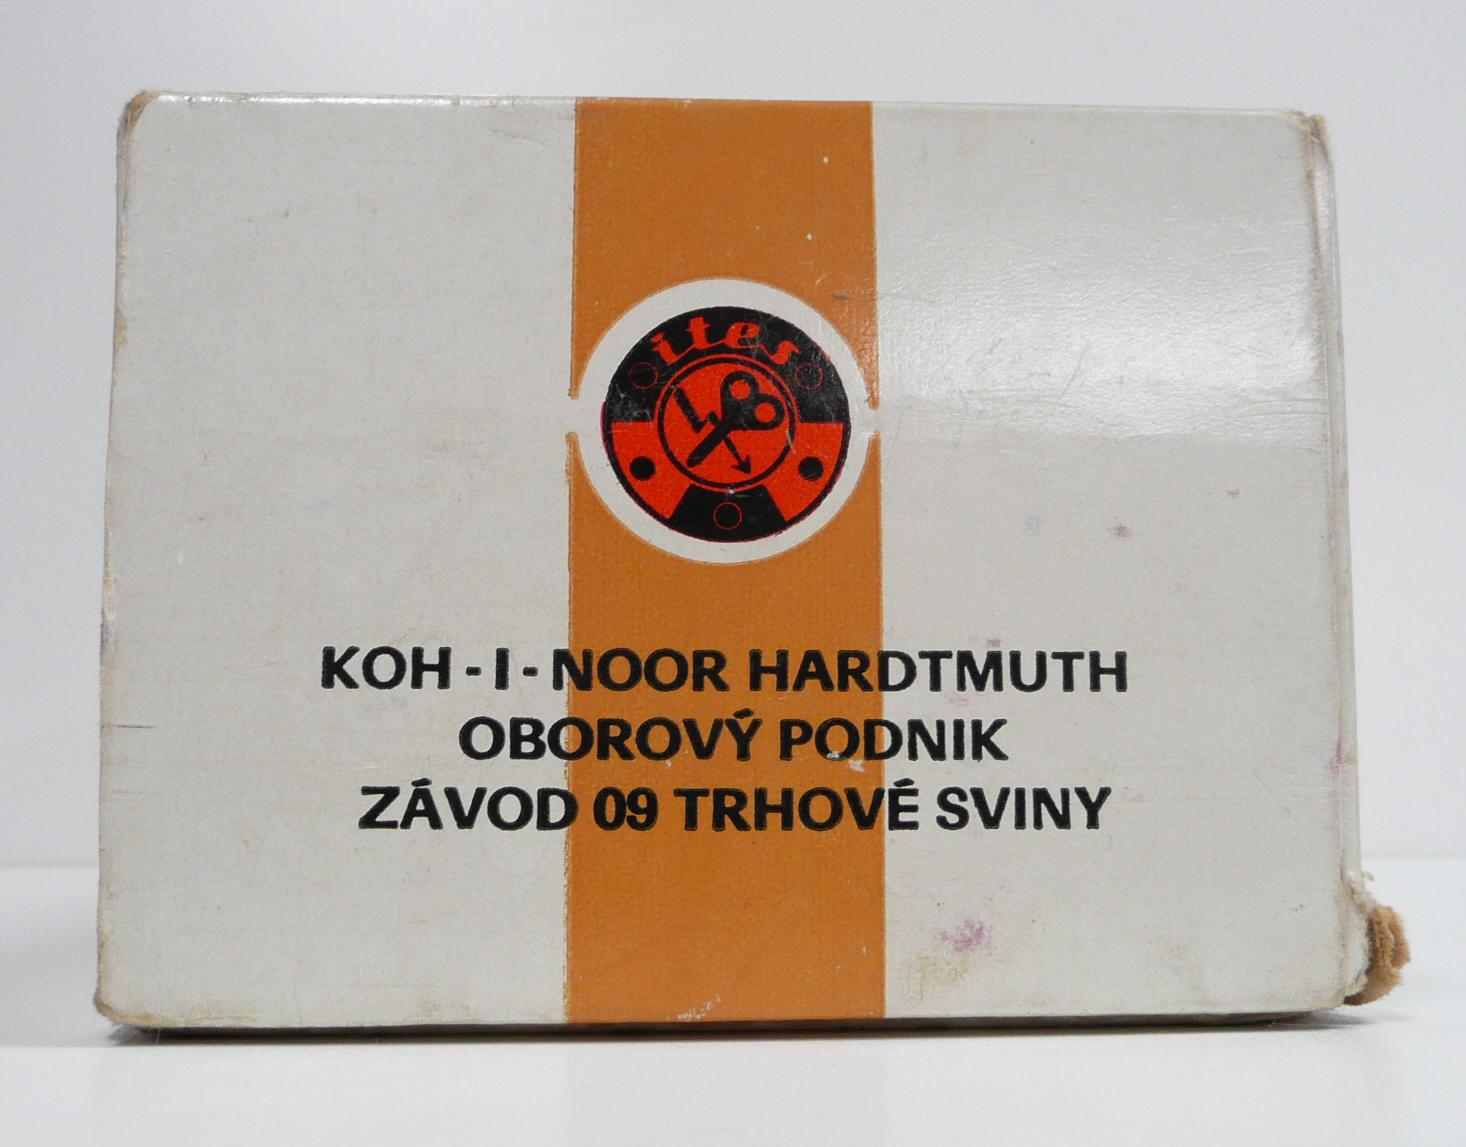 ites
KOH-I-NOOR HARDTMUTH
OBOROVÝ PODNIK
ZÁVOD 09 TRHOVÉ SVINY